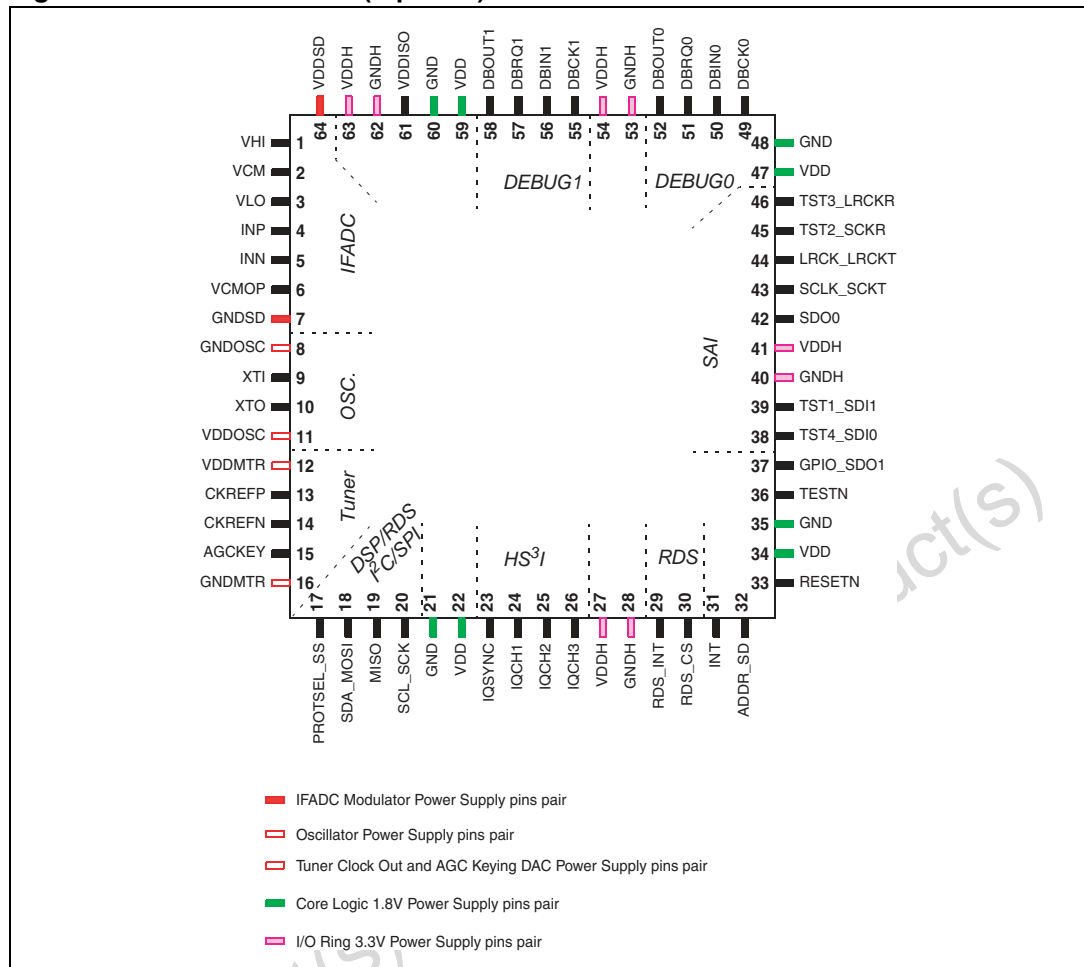 VDDSD
VDDH
GNDH
VDDISO
GND
VDD
DBOUT1
DBRQ1
DBIN1
DBCK1
VDDH
GNDH
DBOUT0
DBRQ0
DBIN0
DBCK0
64
63
62
61
60
59
58
57
56
55
54
53
52
51
50
49
VHI 1
VCM 2
VLO 3
INP 4
INN 5
VCMOP 6
GNDSD 7
GNDOSC 8
XTI 9
XTO 10
VDDOSC 11
VDDMTR 12
CKREFP 13
CKREFN 14
AGCKEY 15
GNDMTR 16
IFADC
OSC.
Tuner
DSP/RDS
I²C/SPI
DEBUG1
DEBUG0
SAI
HS³I
RDS
48 GND
47 VDD
46 TST3_LRCKR
45 TST2_SCKR
44 LRCK_LRCKT
43 SCLK_SCKT
42 SDO0
41 VDDH
40 GNDH
39 TST1_SDI1
38 TST4_SDI0
37 GPIO_SDO1
36 TESTN
35 GND
34 VDD
33 RESETN
17
18
19
20
21
22
23
24
25
26
27
28
29
30
31
32
PROTSEL_SS
SDA_MOSI
MISO
SCL_SCK
GND
VDD
IQSYNC
IQCH1
IQCH2
IQCH3
VDDH
GNDH
RDS_INT
RDS_CS
INT
ADDR_SD
IFADC Modulator Power Supply pins pair
Oscillator Power Supply pins pair
Tuner Clock Out and AGC Keying DAC Power Supply pins pair
Core Logic 1.8V Power Supply pins pair
I/O Ring 3.3V Power Supply pins pair
uct(s)